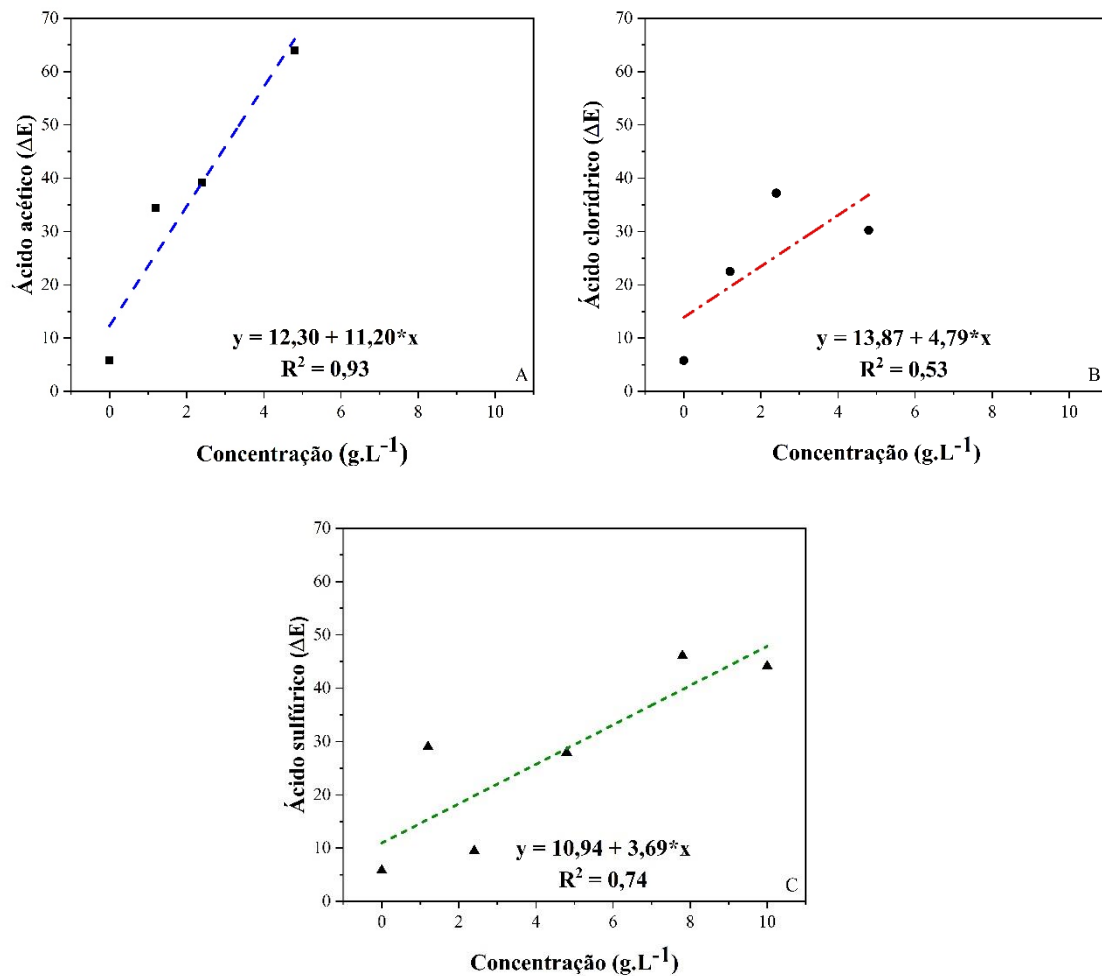 70
60
50
40
30
20
10
0
Ácido acético (ΔE)
y = 12,30 + 11,20*x
R² = 0,93
A
0 2 4 6 8 10
Concentração (g.L⁻¹)
70
60
50
40
30
20
10
0
Ácido clorídrico (ΔE)
y = 13,87 + 4,79*x
R² = 0,53
B
0 2 4 6 8 10
Concentração (g.L⁻¹)
70
60
50
40
30
20
10
0
Ácido sulfúrico (ΔE)
y = 10,94 + 3,69*x
R² = 0,74
C
0 2 4 6 8 10
Concentração (g.L⁻¹)